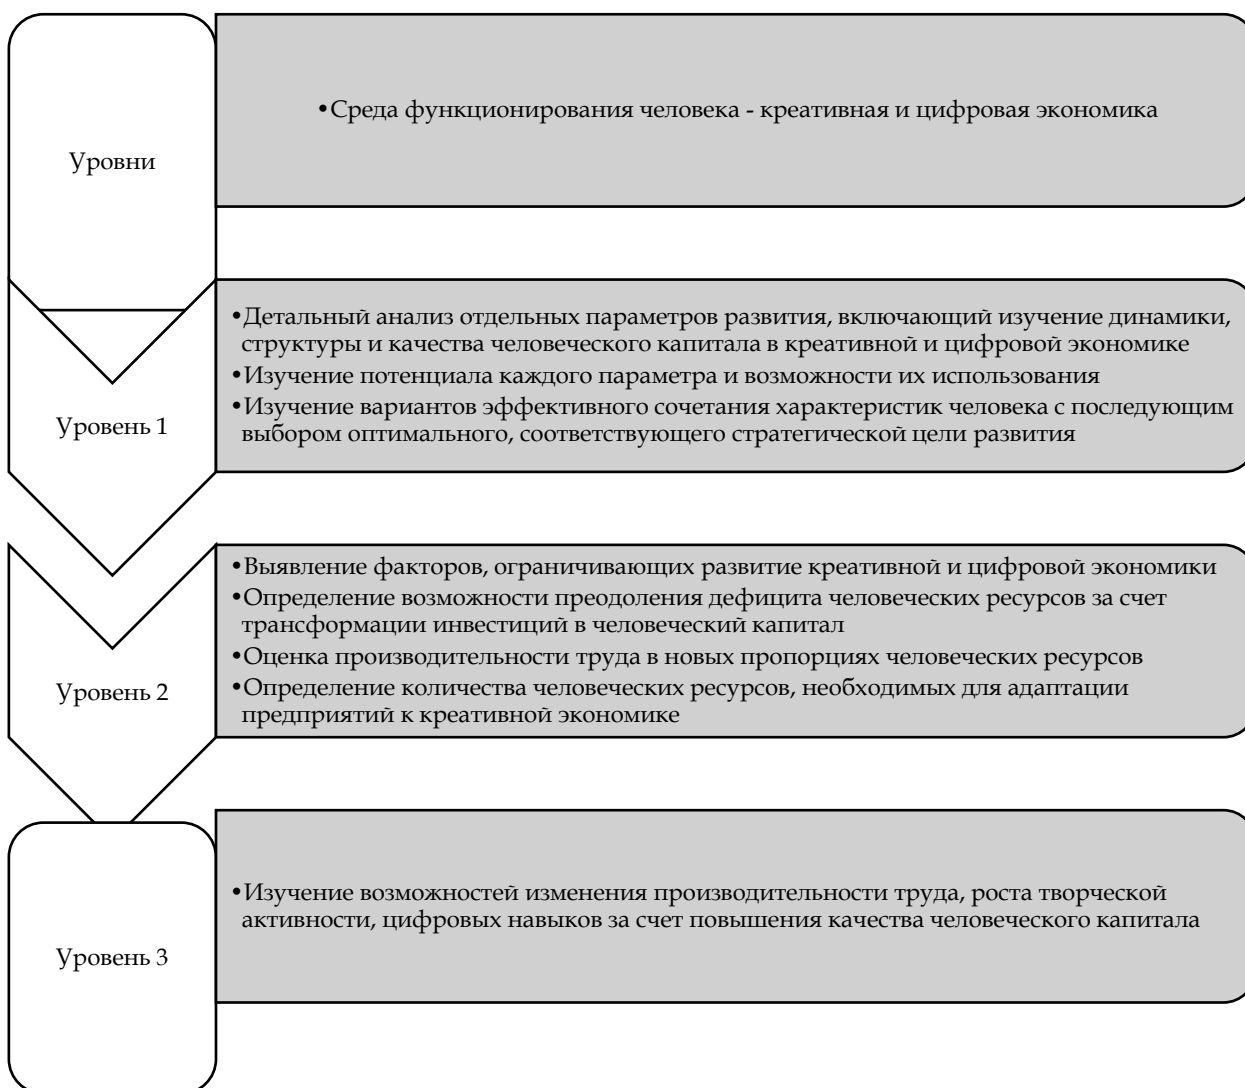 Уровни
•Среда функционирования человека - креативная и цифровая экономика
Уровень 1
•Детальный анализ отдельных параметров развития, включающий изучение динамики,
структуры и качества человеческого капитала в креативной и цифровой экономике
•Изучение потенциала каждого параметра и возможности их использования
•Изучение вариантов эффективного сочетания характеристик человека с последующим
выбором оптимального, соответствующего стратегической цели развития
Уровень 2
•Выявление факторов, ограничивающих развитие креативной и цифровой экономики
•Определение возможности преодоления дефицита человеческих ресурсов за счет
трансформации инвестиций в человеческий капитал
•Оценка производительности труда в новых пропорциях человеческих ресурсов
•Определение количества человеческих ресурсов, необходимых для адаптации
предприятий к креативной экономике
Уровень 3
•Изучение возможностей изменения производительности труда, роста творческой
активности, цифровых навыков за счет повышения качества человеческого капитала